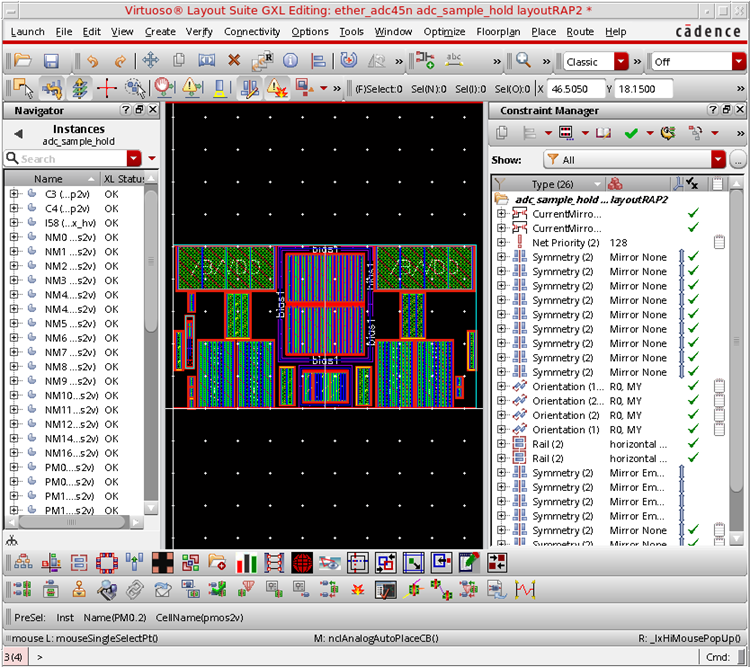 Virtuoso® Layout Suite GXL Editing: ether_adc45n adc_sample_hold layoutRAP2 *
Launch File Edit View Create Verify Connectivity Options Tools Window Optimize Floorplan Place Route Help cādence
abc Classic Off
(F)Select:0 Sel(N):0 Sel(I):0 Sel(O):0 X 46.5050 Y 18.1500
Navigator
Instances
adc_sample_hold
Search
Name XL Status
C3 (...p2v) OK
C4 (...p2v) OK
I58 (...x_hv) OK
NM0 ...s2v) OK
NM1 ...s2v) OK
NM2 ...s2v) OK
NM3 ...s2v) OK
NM4...s2v) OK
NM4...s2v) OK
NM5 ...s2v) OK
NM6 ...s2v) OK
NM7 ...s2v) OK
NM8 ...s2v) OK
NM9 ...s2v) OK
NM10 ...s2v) OK
NM11 ...s2v) OK
NM12 ...s2v) OK
NM14 ...s2v) OK
NM16...s2v) OK
PM0....s2v) OK
PM0....s2v) OK
PM1....s2v) OK
PM1....s2v) OK
bias1
/B/VDD
/B/VDD
bias1
bias1
bias1
bias1
Constraint Manager
Show: All ...
Type (26)
adc_sample_hold ... layoutRAP2
CurrentMirro...
CurrentMirro...
Net Priority (2) 128
Symmetry (2) Mirror None
Symmetry (2) Mirror None
Symmetry (2) Mirror None
Symmetry (2) Mirror None
Symmetry (2) Mirror None
Symmetry (2) Mirror None
Symmetry (2) Mirror None
Symmetry (2) Mirror None
Symmetry (2) Mirror None
Orientation (1... R0, MY
Orientation (2... R0, MY
Orientation (2) R0, MY
Orientation (1) R0, MY
Rail (2) horizontal ...
Rail (2) horizontal ...
Symmetry (2) Mirror Em...
Symmetry (2) Mirror Em...
Symmetry (2) Mirror Em...
Symmetry (2) Mirror Em...
Symmetry (2) Mirror None
Symmetry (2) Mirror None
PreSel: Inst Name(PM0.2) CellName(pmos2v)
mouse L: mouseSingleSelectPt() M: nclAnalogAutoPlaceCB() R: _lxHiMousePopUp()
3(4) > Cmd: